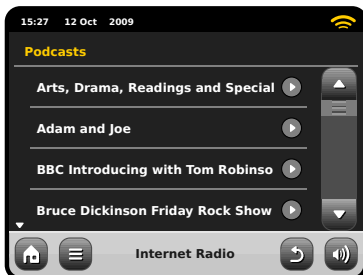 15:27 12 Oct 2009
Podcasts
Arts, Drama, Readings and Special
Adam and Joe
BBC Introducing with Tom Robinso
Bruce Dickinson Friday Rock Show
Internet Radio